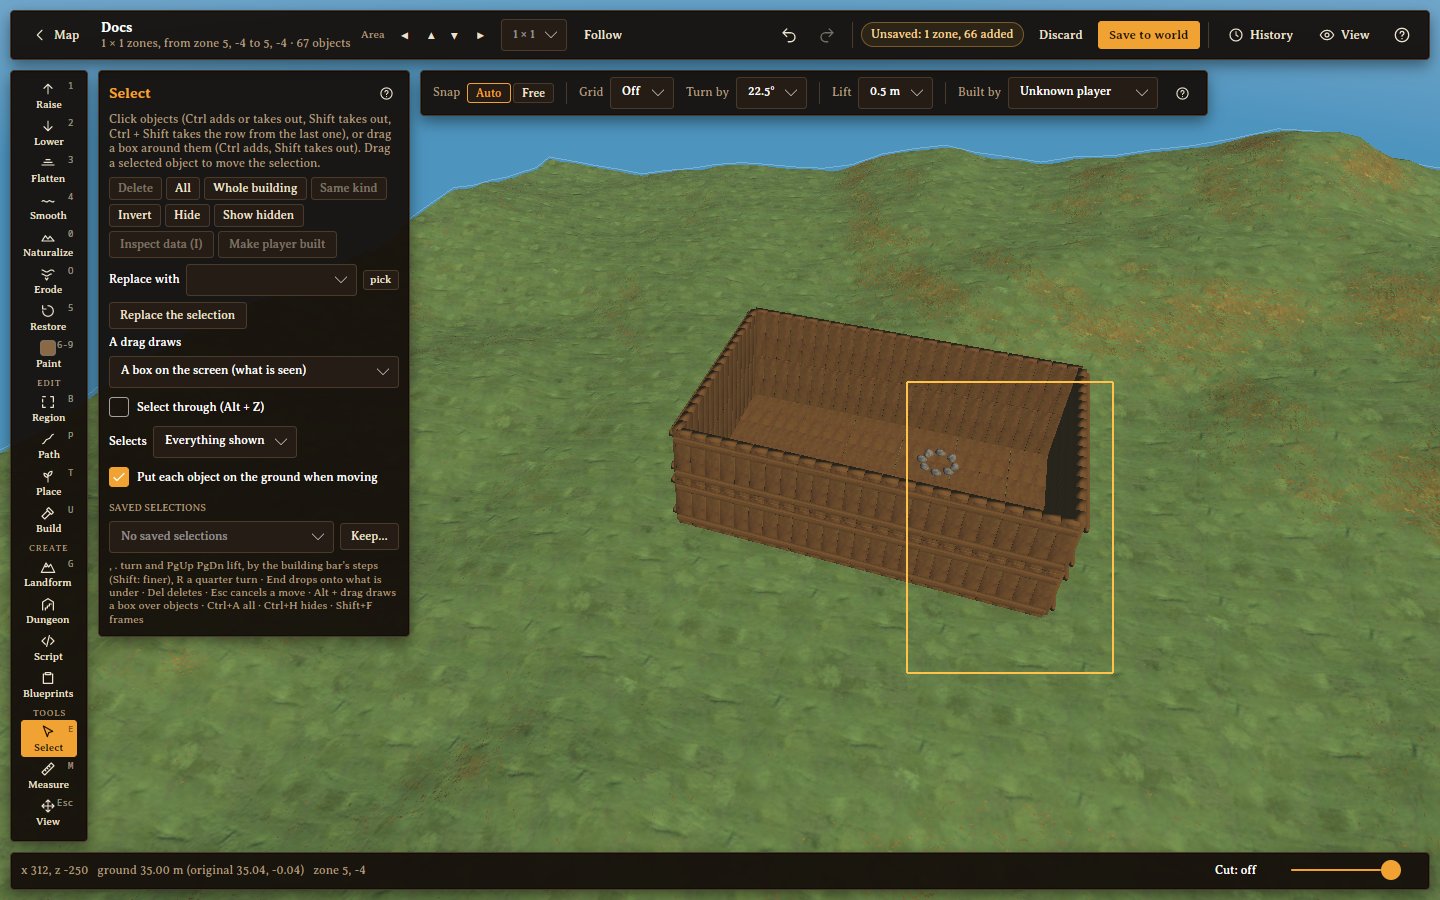 Map
Docs
1 × 1 zones, from zone 5, -4 to 5, -4 · 67 objects
Area
1 × 1
Follow
Unsaved: 1 zone, 66 added
Discard
Save to world
History
View
1
Raise
2
Lower
3
Flatten
4
Smooth
0
Naturalize
O
Erode
5
Restore
6-9
Paint
EDIT
B
Region
P
Path
T
Place
U
Build
CREATE
G
Landform
Dungeon
Script
Blueprints
TOOLS
E
Select
M
Measure
Esc
View
Select
Click objects (Ctrl adds or takes out, Shift takes out,
Ctrl + Shift takes the row from the last one), or drag
a box around them (Ctrl adds, Shift takes out). Drag
a selected object to move the selection.
Delete
All
Whole building
Same kind
Invert
Hide
Show hidden
Inspect data (I)
Make player built
Replace with
pick
Replace the selection
A drag draws
A box on the screen (what is seen)
Select through (Alt + Z)
Selects
Everything shown
Put each object on the ground when moving
SAVED SELECTIONS
No saved selections
Keep...
, . turn and PgUp PgDn lift, by the building bar's steps
(Shift: finer), R a quarter turn · End drops onto what is
under · Del deletes · Esc cancels a move · Alt + drag draws
a box over objects · Ctrl+A all · Ctrl+H hides · Shift+F
frames
Snap
Auto
Free
Grid
Off
Turn by
22.5°
Lift
0.5 m
Built by
Unknown player
x 312, z -250 ground 35.00 m (original 35.04, -0.04) zone 5, -4
Cut: off